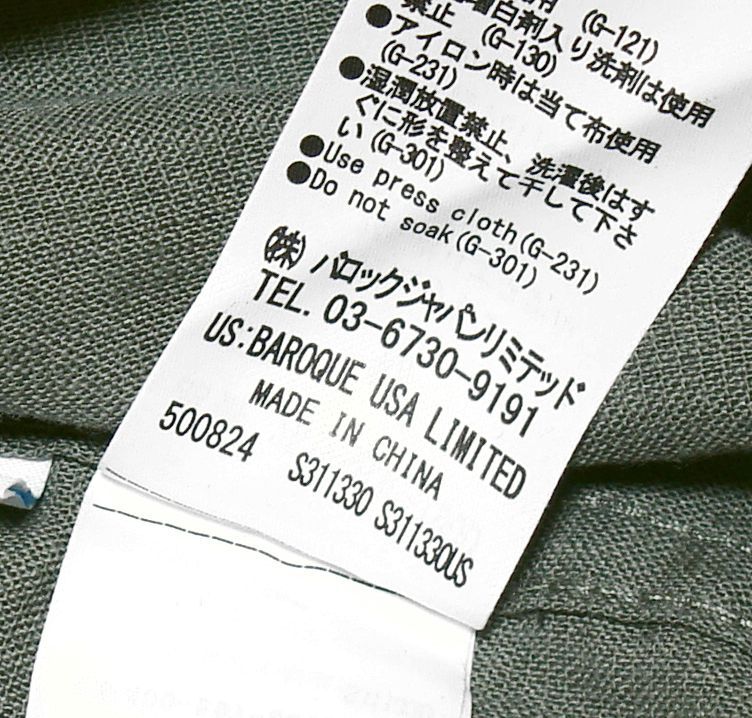 用 (G-121)
増白剤入り洗剤は使用
禁止 (G-130)
●アイロン時は当て布使用
(G-231)
●湿潤放置禁止、洗濯後はす
ぐに形を整えて干して下さ
い(G-301)
●Use press cloth(G-231)
●Do not soak(G-301)
㈱ バロックジャパンリミテッド
TEL. 03-6730-9191
US:BAROQUE USA LIMITED
MADE IN CHINA
500824 S311330 S311330US